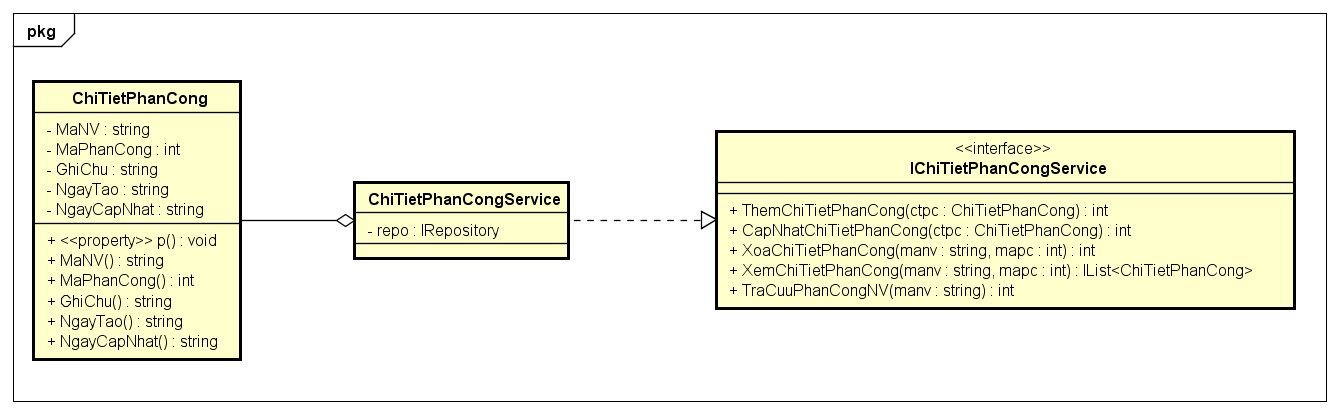 pkg
ChiTietPhanCong
- MaNV : string
- MaPhanCong : int
- GhiChu : string
- NgayTao : string
- NgayCapNhat : string
+ <<property>> p() : void
+ MaNV() : string
+ MaPhanCong() : int
+ GhiChu() : string
+ NgayTao() : string
+ NgayCapNhat() : string
ChiTietPhanCongService
- repo : IRepository
<<interface>>
IChiTietPhanCongService
+ ThemChiTietPhanCong(ctpc : ChiTietPhanCong) : int
+ CapNhatChiTietPhanCong(ctpc : ChiTietPhanCong) : int
+ XoaChiTietPhanCong(manv : string, mapc : int) : int
+ XemChiTietPhanCong(manv : string, mapc : int) : IList<ChiTietPhanCong>
+ TraCuuPhanCongNV(manv : string) : int